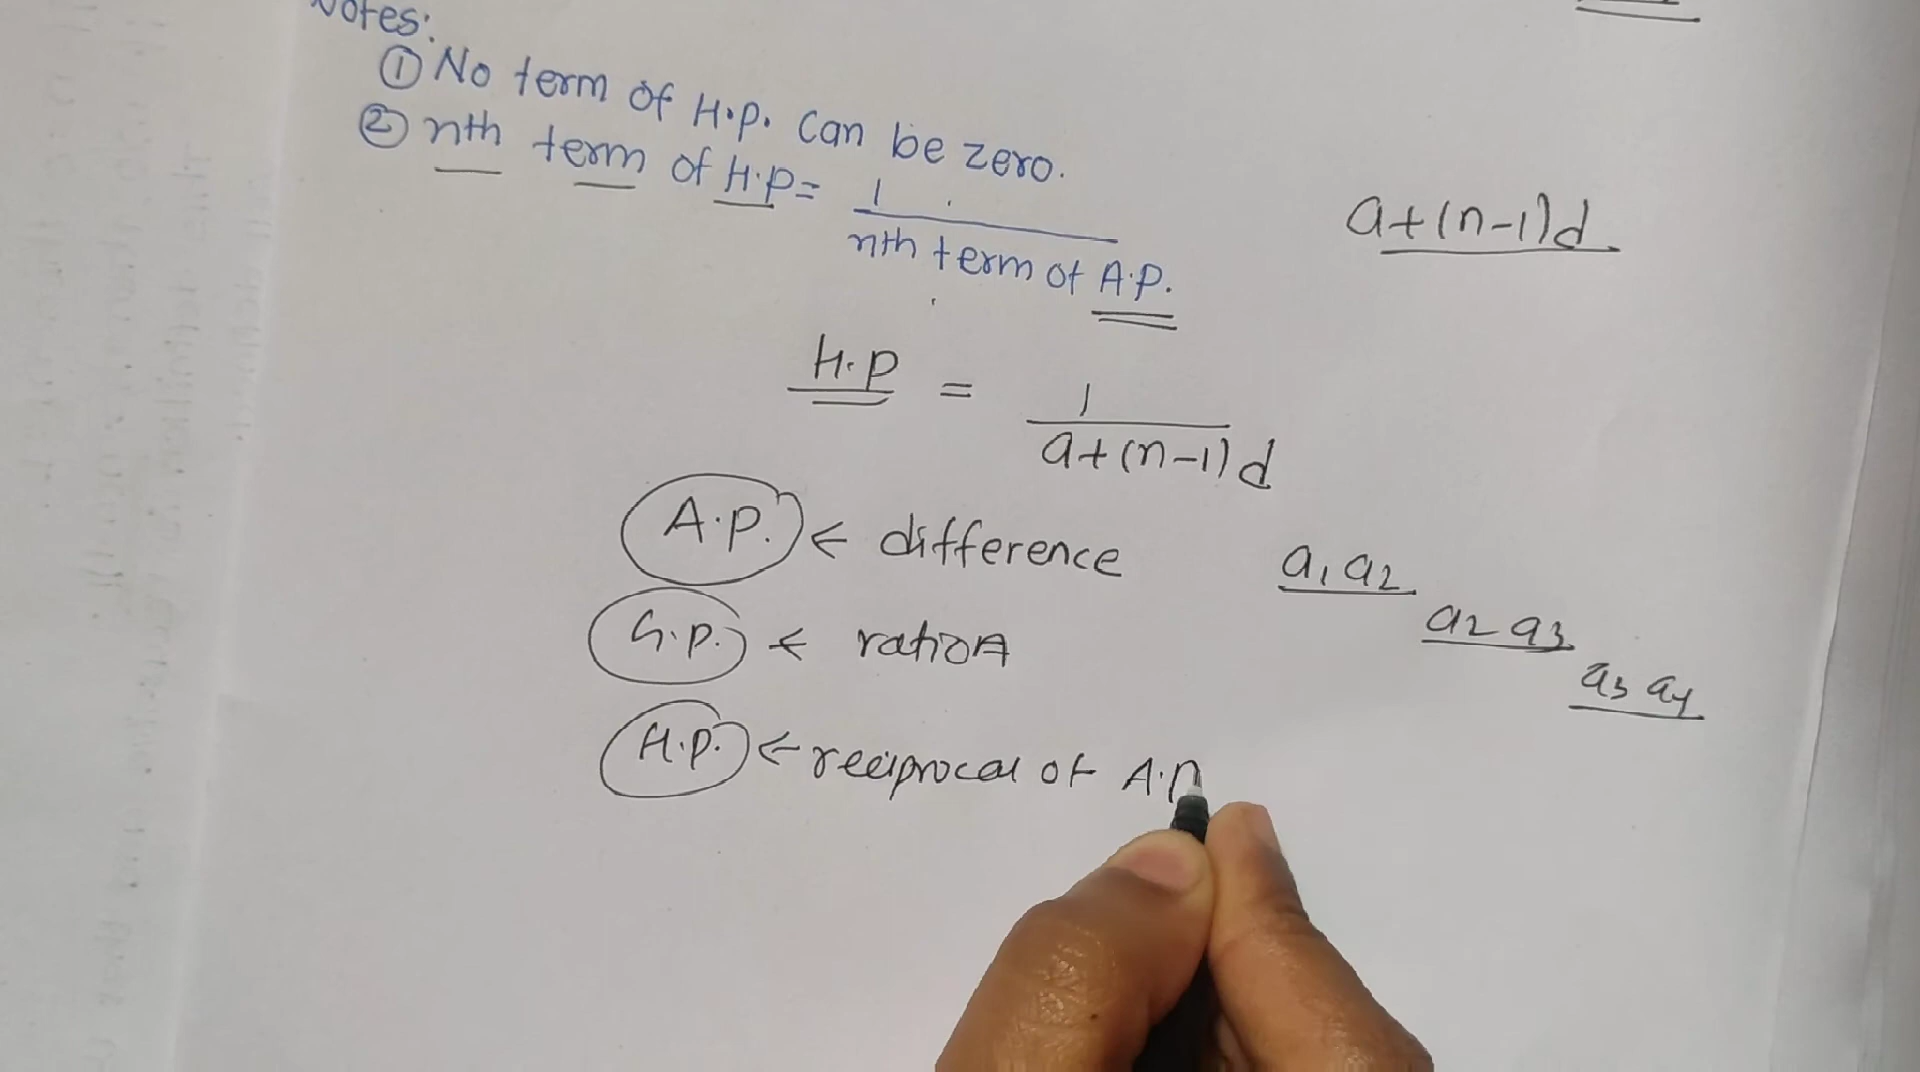 Notes:
① No term of H.P. can be zero.
② nth term of H.P = 1 / nth term of A.P.
a+(n-1)d
H.P = 1 / a+(n-1)d
A.P. ← difference
a1 a2
G.P. ← ratio
a2 a3
a3 a4
H.P. ← reciprocal of A.P